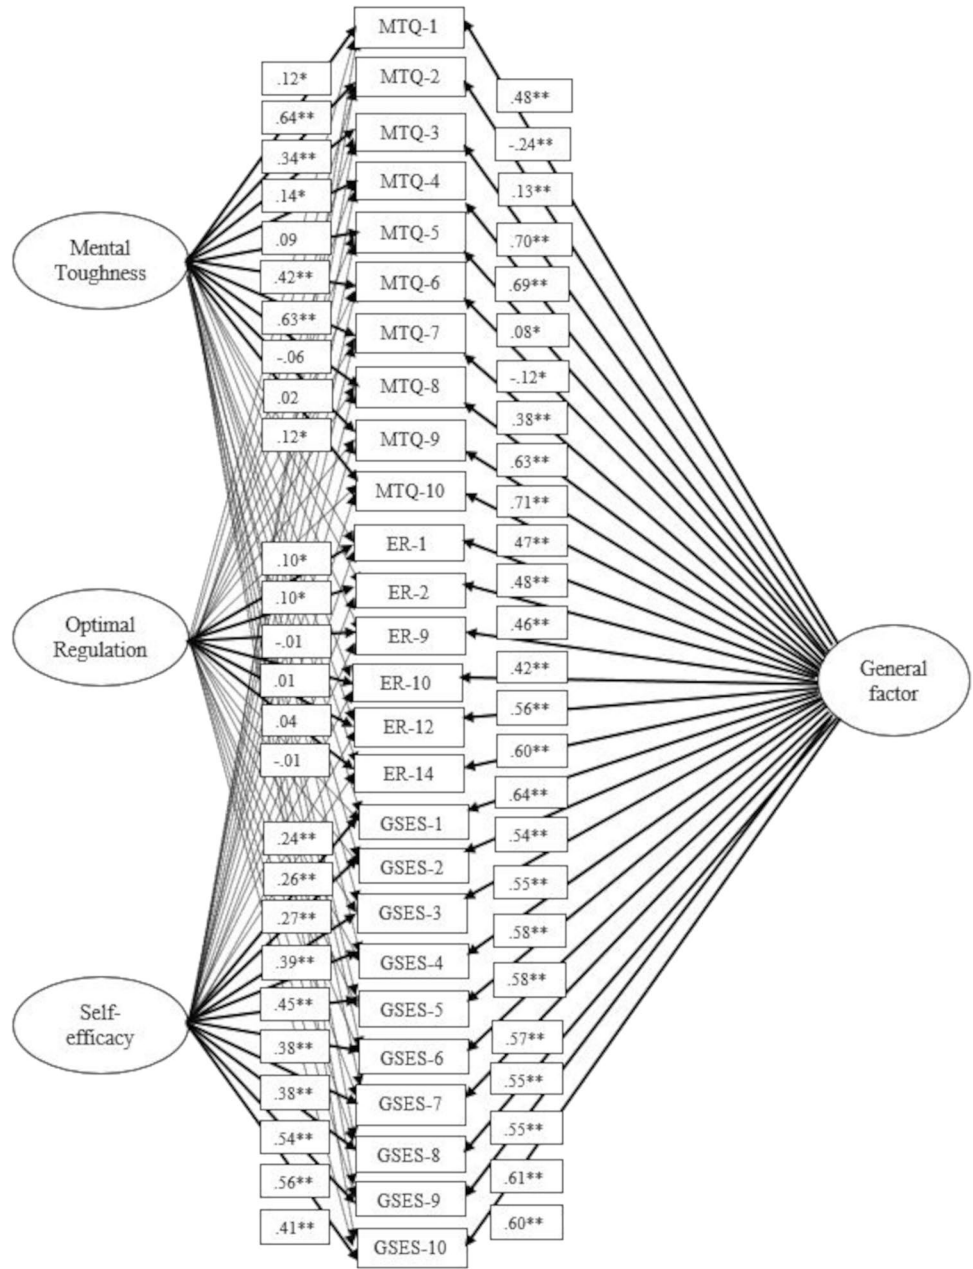 MTQ-1
MTQ-2
MTQ-3
MTQ-4
MTQ-5
MTQ-6
MTQ-7
MTQ-8
MTQ-9
MTQ-10
ER-1
ER-2
ER-9
ER-10
ER-12
ER-14
GSES-1
GSES-2
GSES-3
GSES-4
GSES-5
GSES-6
GSES-7
GSES-8
GSES-9
GSES-10
Mental
Toughness
.12*
.64**
.34**
.14*
.09
.42**
.63**
-.06
.02
.12*
Optimal
Regulation
.10*
.10*
-.01
.01
.04
-.01
Self-
efficacy
.24**
.26**
.27**
.39**
.45**
.38**
.38**
.54**
.56**
.41**
General
factor
.48**
-.24**
.13**
.70**
.69**
.08*
-.12*
.38**
.63**
.71**
.47**
.48**
.46**
.42**
.56**
.60**
.64**
.54**
.55**
.58**
.58**
.57**
.55**
.55**
.61**
.60**